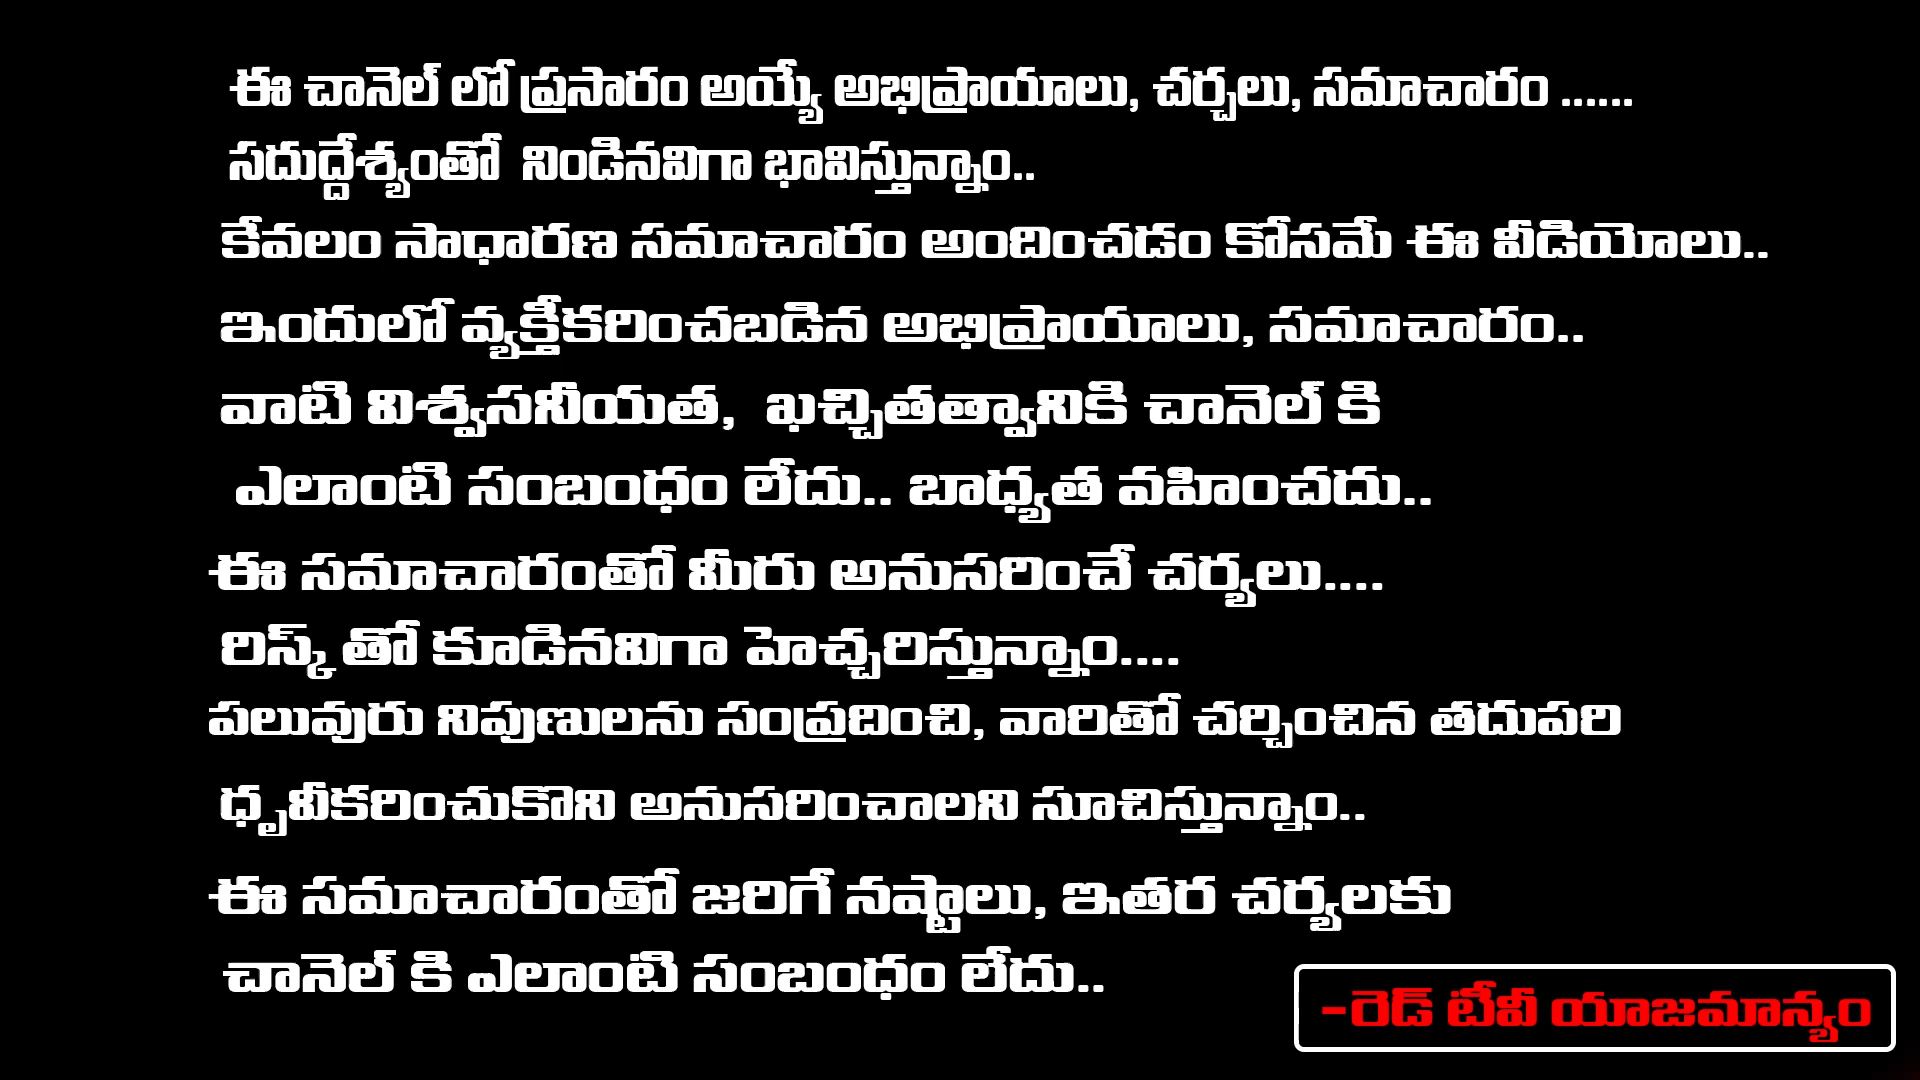 ఈ చానెల్ లో ప్రసారం అయ్యే అభిప్రాయాలు, చర్చలు, సమాచారం ......
సదుద్దేశ్యంతో నిండినవిగా భావిస్తున్నాం..
కేవలం సాధారణ సమాచారం అందించడం కోసమే ఈ వీడియోలు..
ఇందులో వ్యక్తీకరించబడిన అభిప్రాయాలు, సమాచారం..
వాటి విశ్వసనీయత, ఖచ్చితత్వానికి చానెల్ కి
ఎలాంటి సంబంధం లేదు.. బాధ్యత వహించదు..
ఈ సమాచారంతో మీరు అనుసరించే చర్యలు....
రిస్క్ తో కూడినవిగా హెచ్చరిస్తున్నాం....
పలువురు నిపుణులను సంప్రదించి, వారితో చర్చించిన తదుపరి
ధృవీకరించుకొని అనుసరించాలని సూచిస్తున్నాం..
ఈ సమాచారంతో జరిగే నష్టాలు, ఇతర చర్యలకు
చానెల్ కి ఎలాంటి సంబంధం లేదు..
-రెడ్ టీవీ యాజమాన్యం